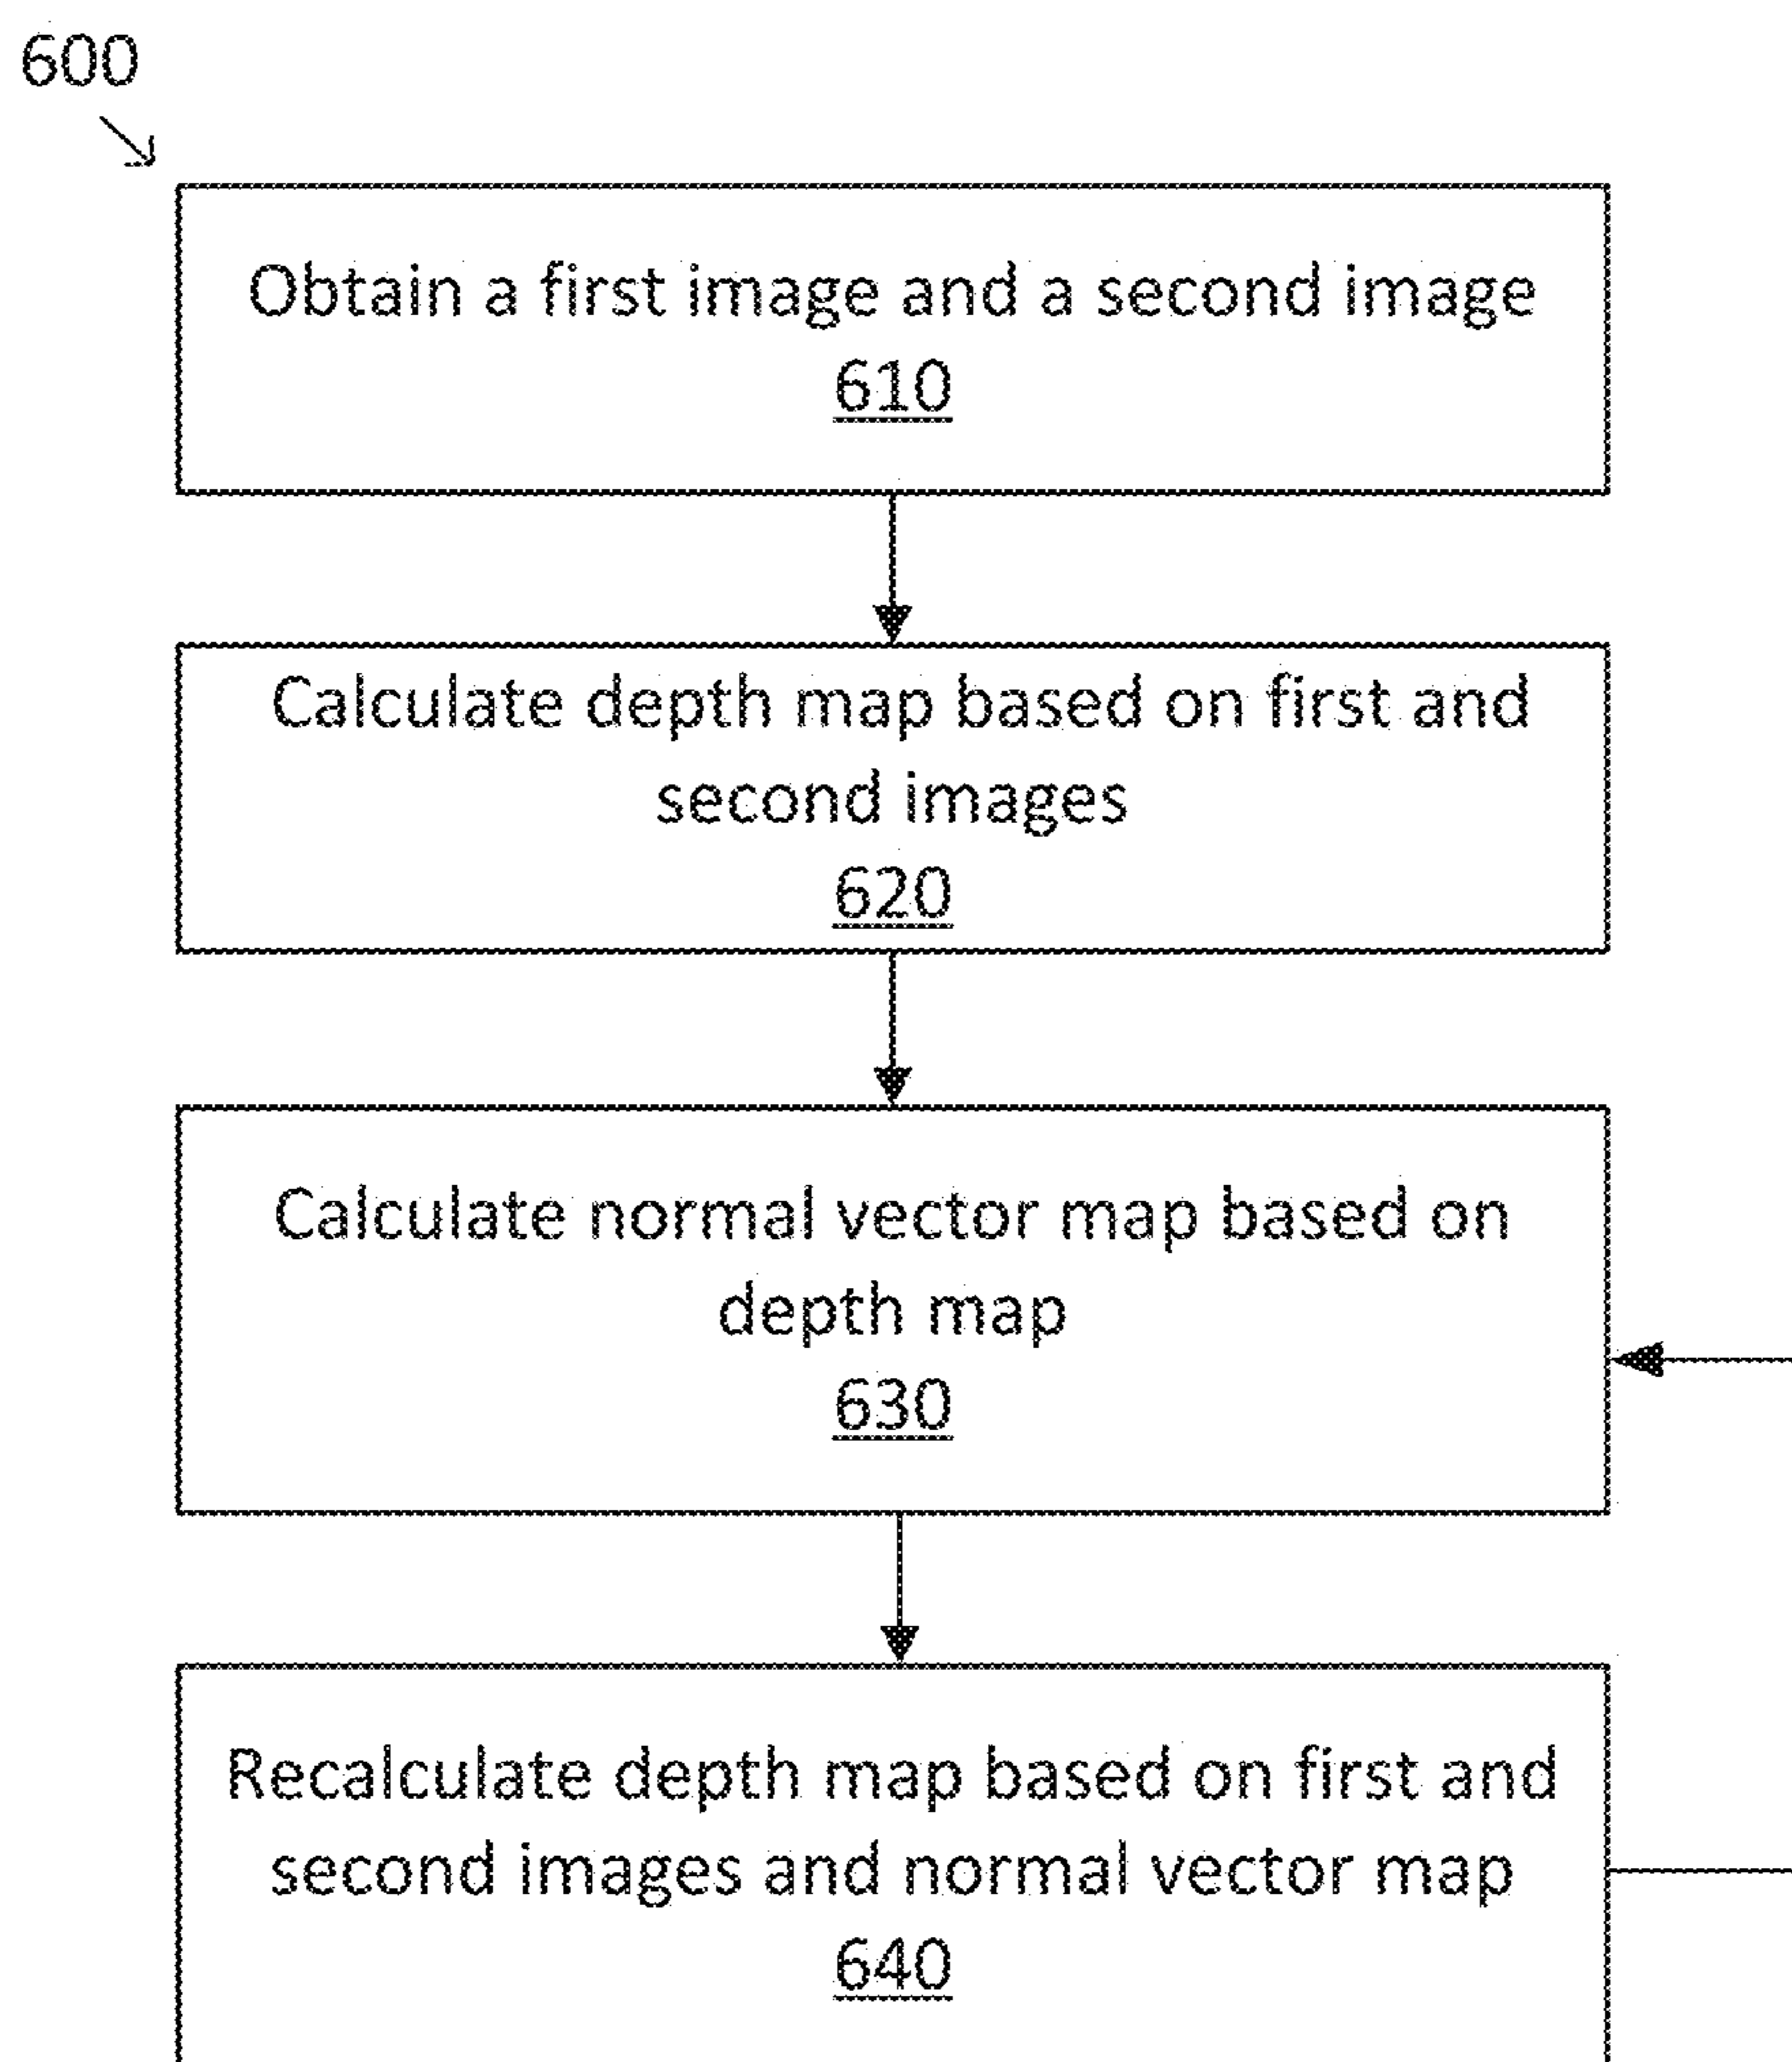 600
Obtain a first image and a second image
610
Calculate depth map based on first and
second images
620
Calculate normal vector map based on
depth map
630
Recalculate depth map based on first and
second images and normal vector map
640